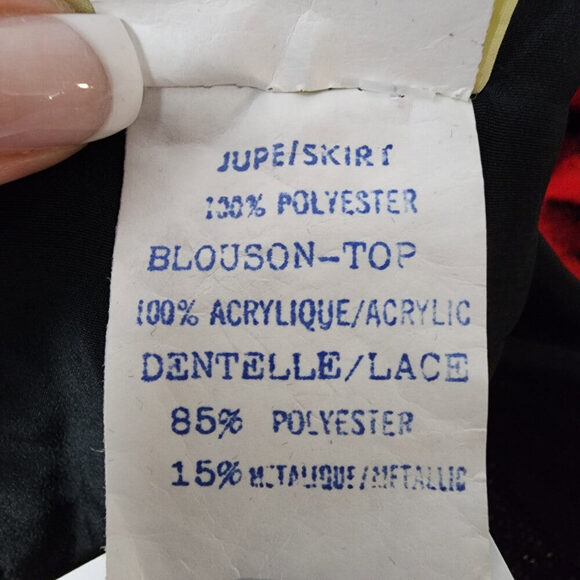 JUPE/SKIRT
100% POLYESTER
BLOUSON-TOP
100% ACRYLIQUE/ACRYLIC
DENTELLE/LACE
85% POLYESTER
15% METALIQUE/METALLIC